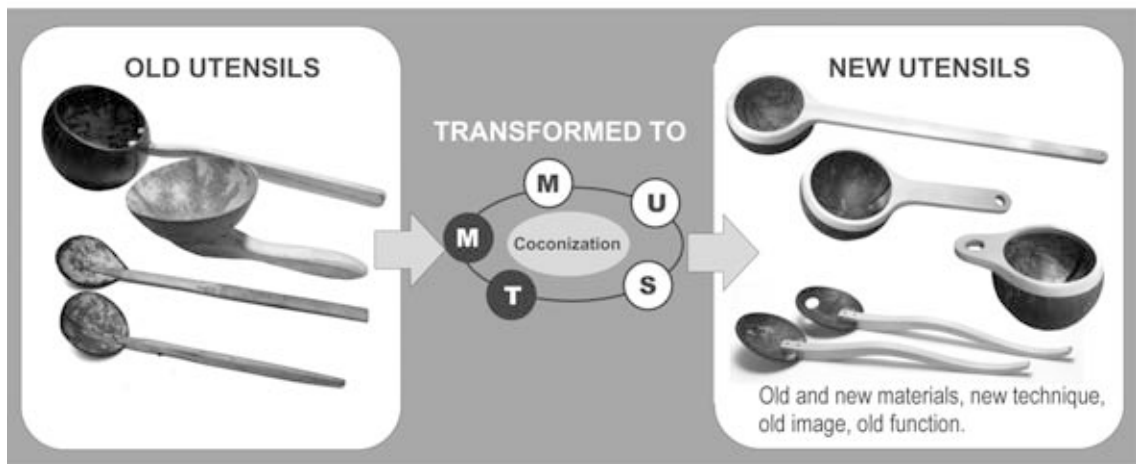 OLD UTENSILS
TRANSFORMED TO
M
U
M
Coconization
T
S
NEW UTENSILS
Old and new materials, new technique,
old image, old function.